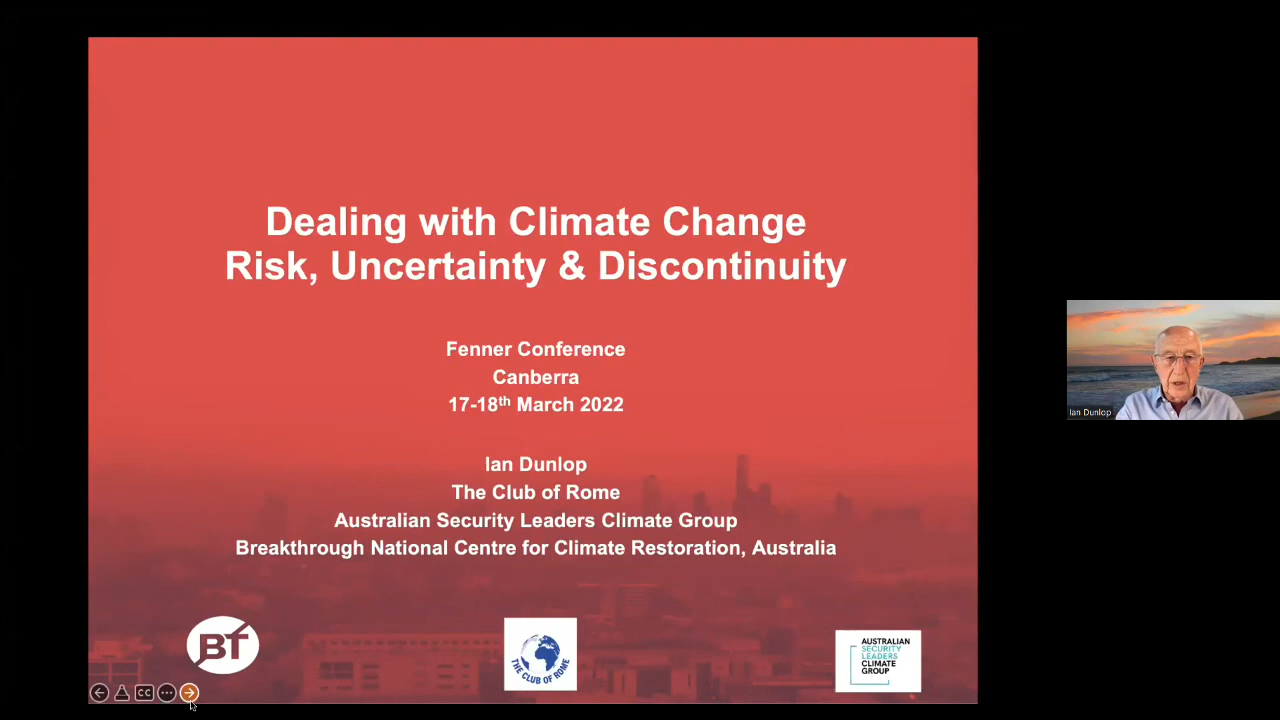 Dealing with Climate Change
Risk, Uncertainty & Discontinuity
Fenner Conference
Canberra
17-18th March 2022
Ian Dunlop
The Club of Rome
Australian Security Leaders Climate Group
Breakthrough National Centre for Climate Restoration, Australia
BT
THE CLUB OF ROME
AUSTRALIAN
SECURITY
LEADERS
CLIMATE
GROUP
CC
Ian Dunlop